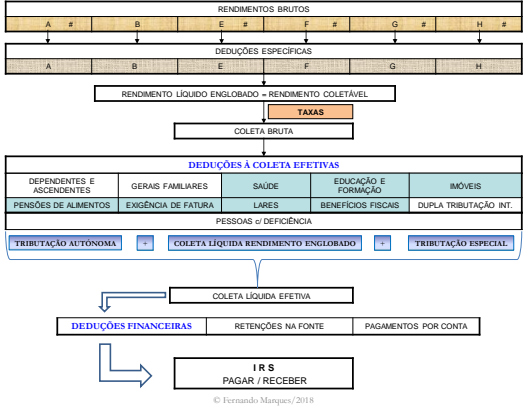 RENDIMENTOS BRUTOS
A # B E # F # G # H #
DEDUÇÕES ESPECÍFICAS
A B E F G H
RENDIMENTO LÍQUIDO ENGLOBADO = RENDIMENTO COLETÁVEL
TAXAS
COLETA BRUTA
DEDUÇÕES À COLETA EFETIVAS
DEPENDENTES E ASCENDENTES
GERAIS FAMILIARES
SAÚDE
EDUCAÇÃO E FORMAÇÃO
IMÓVEIS
PENSÕES DE ALIMENTOS
EXIGÊNCIA DE FATURA
LARES
BENEFÍCIOS FISCAIS
DUPLA TRIBUTAÇÃO INT.
PESSOAS c/ DEFICIÊNCIA
TRIBUTAÇÃO AUTÓNOMA + COLETA LÍQUIDA RENDIMENTO ENGLOBADO + TRIBUTAÇÃO ESPECIAL
COLETA LÍQUIDA EFETIVA
DEDUÇÕES FINANCEIRAS
RETENÇÕES NA FONTE
PAGAMENTOS POR CONTA
I R S
PAGAR / RECEBER
© Fernando Marques/2018